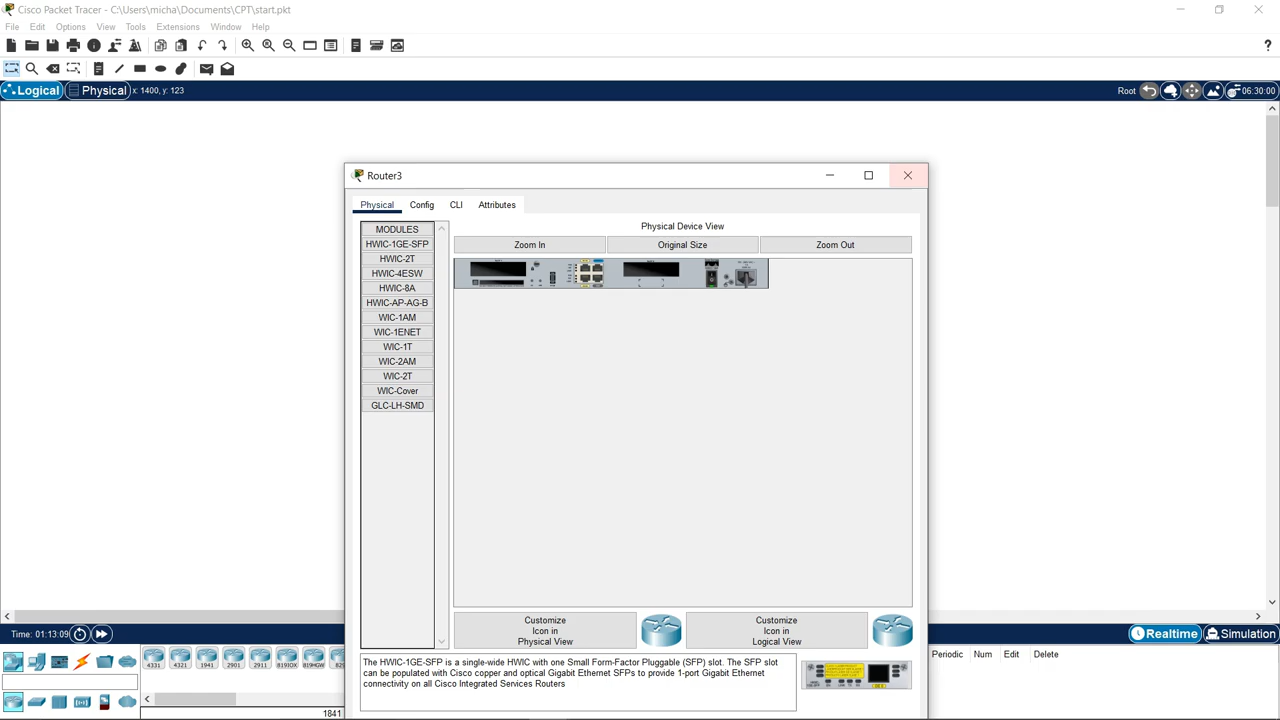 Cisco Packet Tracer - C:\Users\micha\Documents\CPT\start.pkt
File Edit Options View Tools Extensions Window Help
?
Logical Physical x: 1400, y: 123 Root 06:30:00
Router3
Physical Config CLI Attributes
MODULES
HWIC-1GE-SFP
HWIC-2T
HWIC-4ESW
HWIC-8A
HWIC-AP-AG-B
WIC-1AM
WIC-1ENET
WIC-1T
WIC-2AM
WIC-2T
WIC-Cover
GLC-LH-SMD
Physical Device View
Zoom In Original Size Zoom Out
Customize
Icon in
Physical View
Customize
Icon in
Logical View
The HWIC-1GE-SFP is a single-wide HWIC with one Small Form-Factor Pluggable (SFP) slot. The SFP slot
can be populated with Cisco copper and optical Gigabit Ethernet SFPs to provide 1-port Gigabit Ethernet
connectivity on all Cisco Integrated Services Routers
Time: 01:13:09 Realtime Simulation
4331 4321 1941 2901 2911 819IOX 819HGW 82
Periodic Num Edit Delete
1841